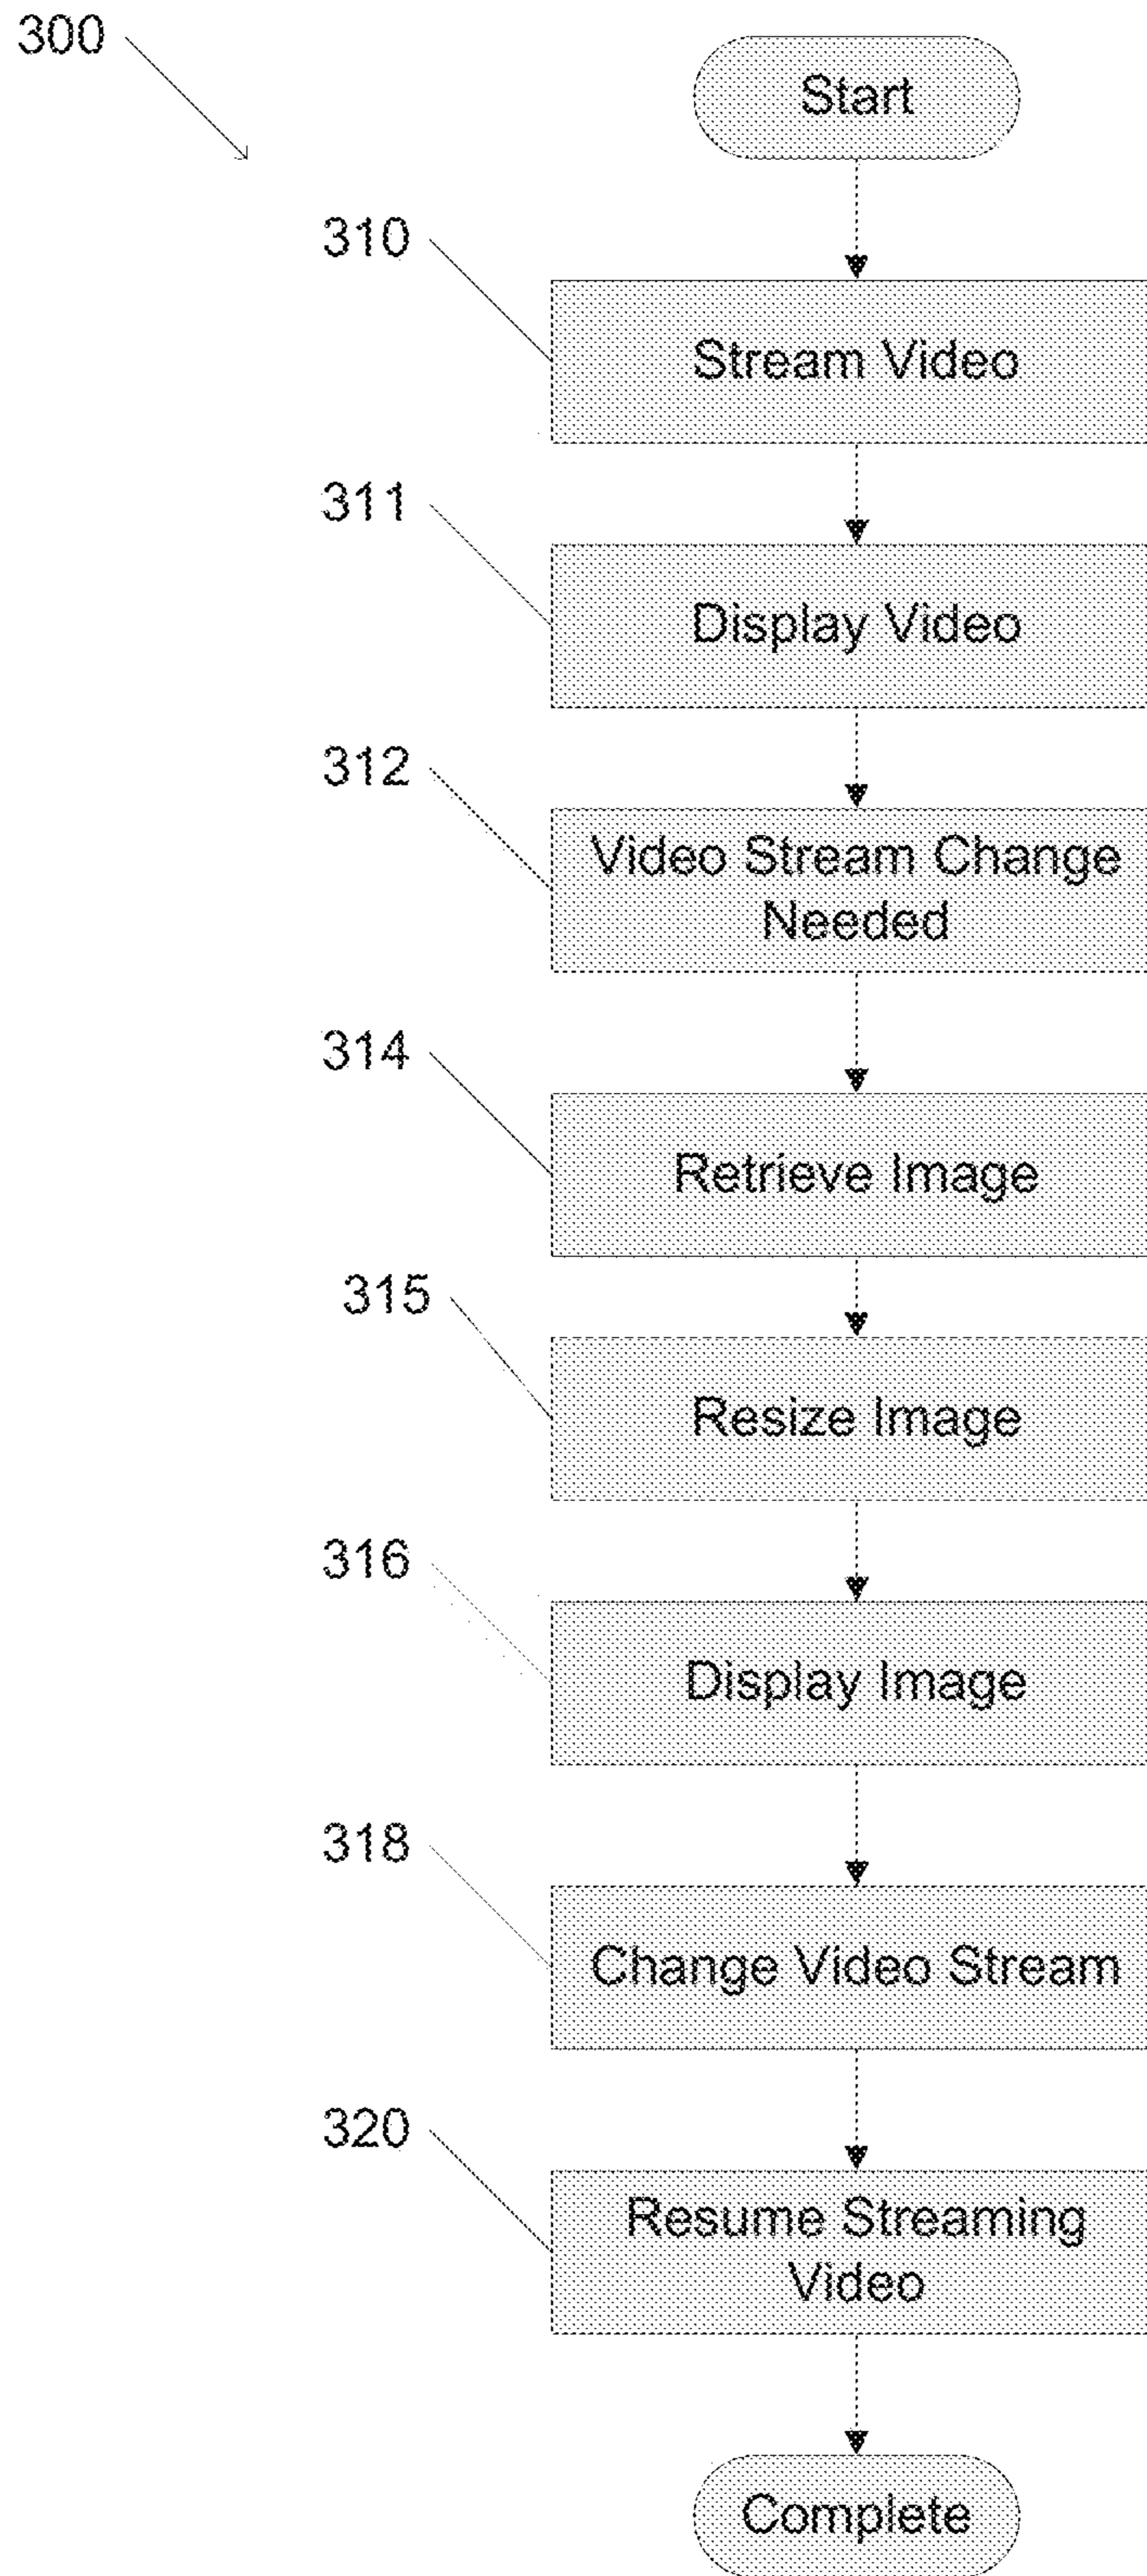 300
Start
310
Stream Video
311
Display Video
312
Video Stream Change
Needed
314
Retrieve Image
315
Resize Image
316
Display Image
318
Change Video Stream
320
Resume Streaming
Video
Complete